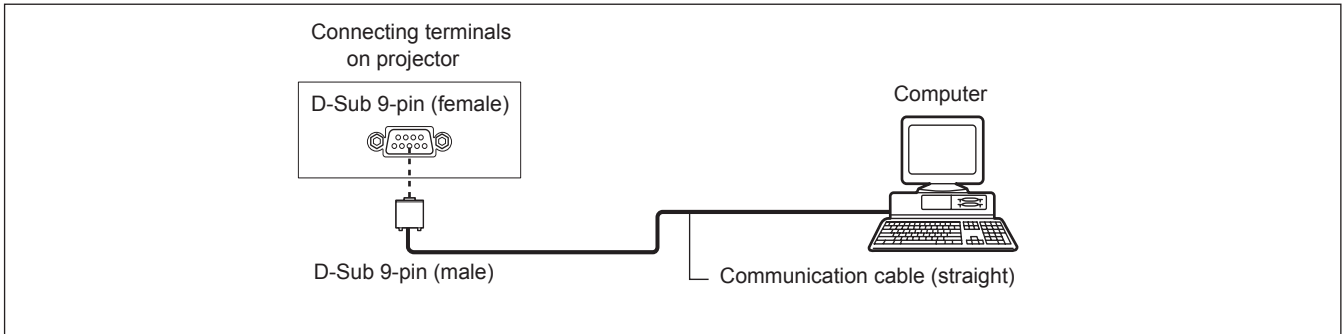 Connecting terminals
on projector
D-Sub 9-pin (female)
Computer
D-Sub 9-pin (male)
Communication cable (straight)